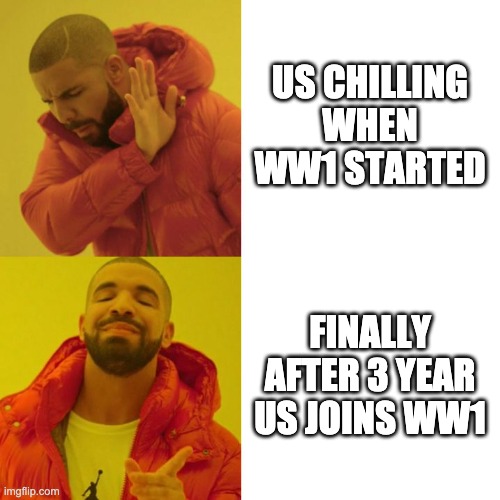 US CHILLING
WHEN
WW1 STARTED
FINALLY
AFTER 3 YEAR
US JOINS WW1
imgflip.com